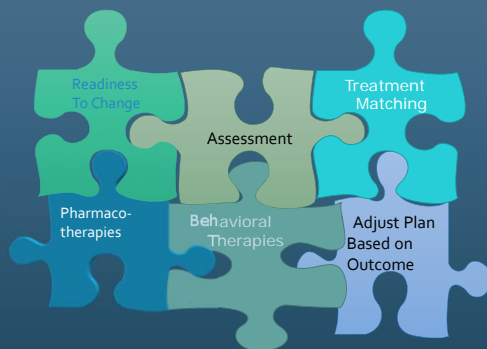 Readiness
To Change
Assessment
Treatment
Matching
Pharmaco-
therapies
Behavioral
Therapies
Adjust Plan
Based on
Outcome